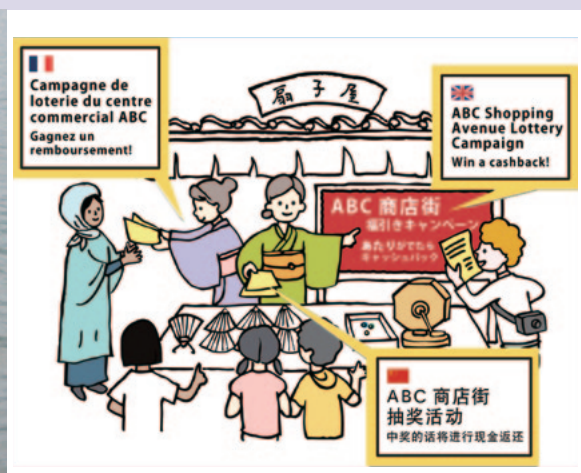 Campagne de
loterie du centre
commercial ABC
Gagnez un
remboursement!
扇子屋
ABC Shopping
Avenue Lottery
Campaign
Win a cashback!
ABC 商店街
福引きキャンペーン
あたりがでたら
キャッシュバック
ABC 商店街
抽奖活动
中奖的话将进行现金返还